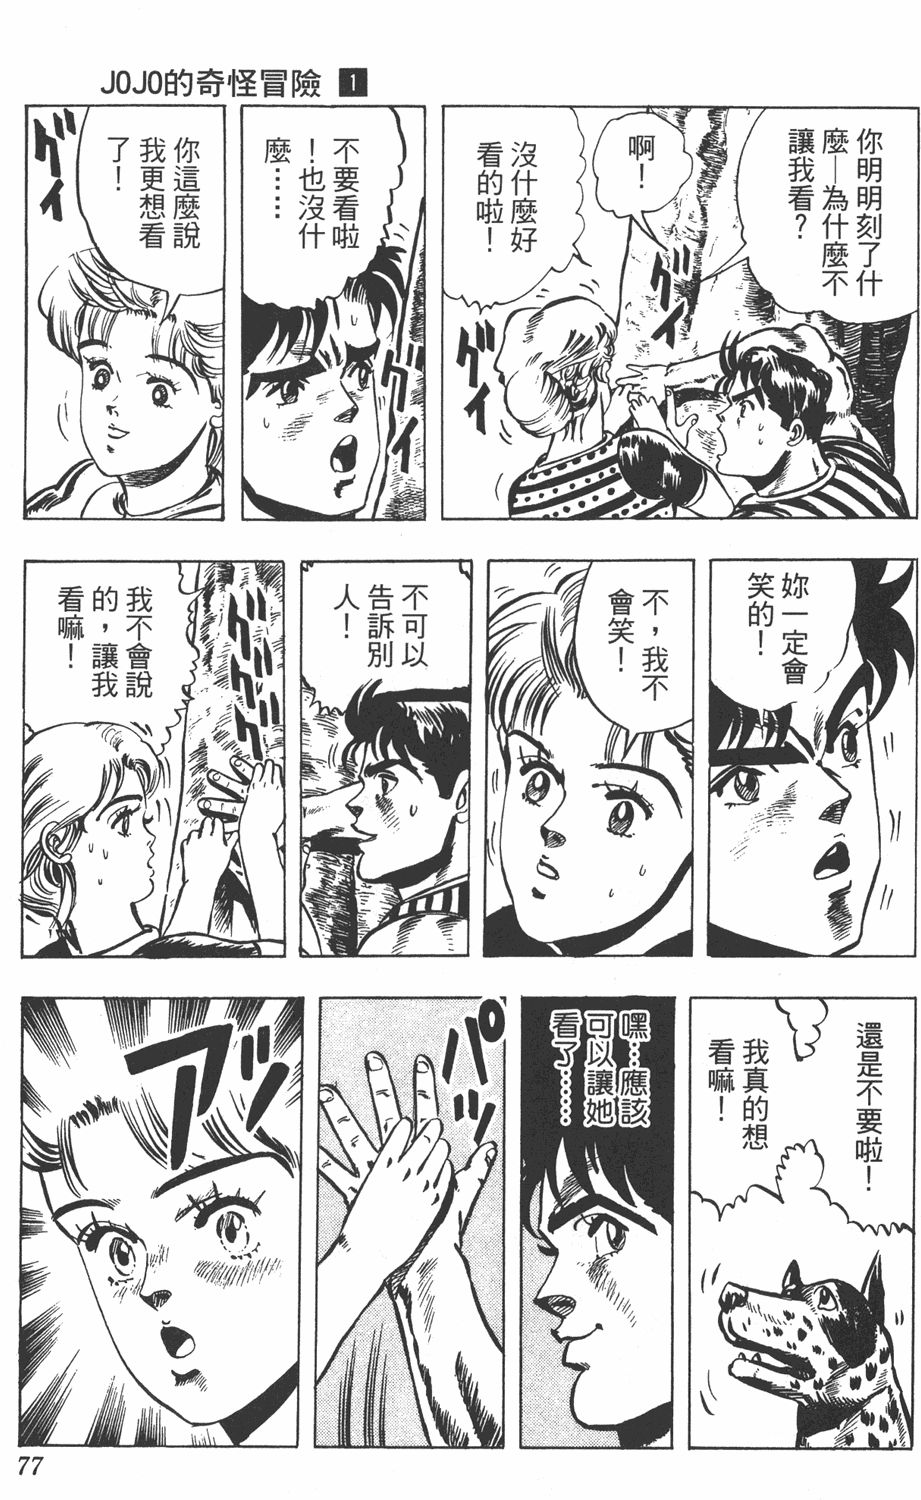 JOJO的奇怪冒險 1
你明明刻了什
麼—為什麼不
讓我看？
啊！
沒什麼好
看的啦！
グイ
グイ
不要看啦
！也沒什
麼……
グイ
你這麼說
我更想看
了！
グイ
妳一定會
笑的！
不，我不
會笑！
不可以
告訴別
人！
我不會說
的，讓我
看嘛！
グググ
還是不要啦！
我真的想
看嘛！
嘿…應該
可以讓她
看了……
パッ
アッ
77